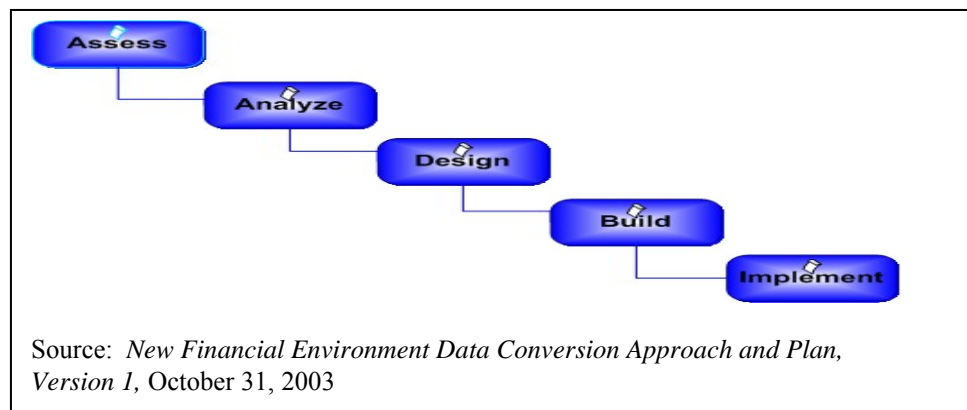 Assess
Analyze
Design
Build
Implement
Source: New Financial Environment Data Conversion Approach and Plan,
Version 1, October 31, 2003